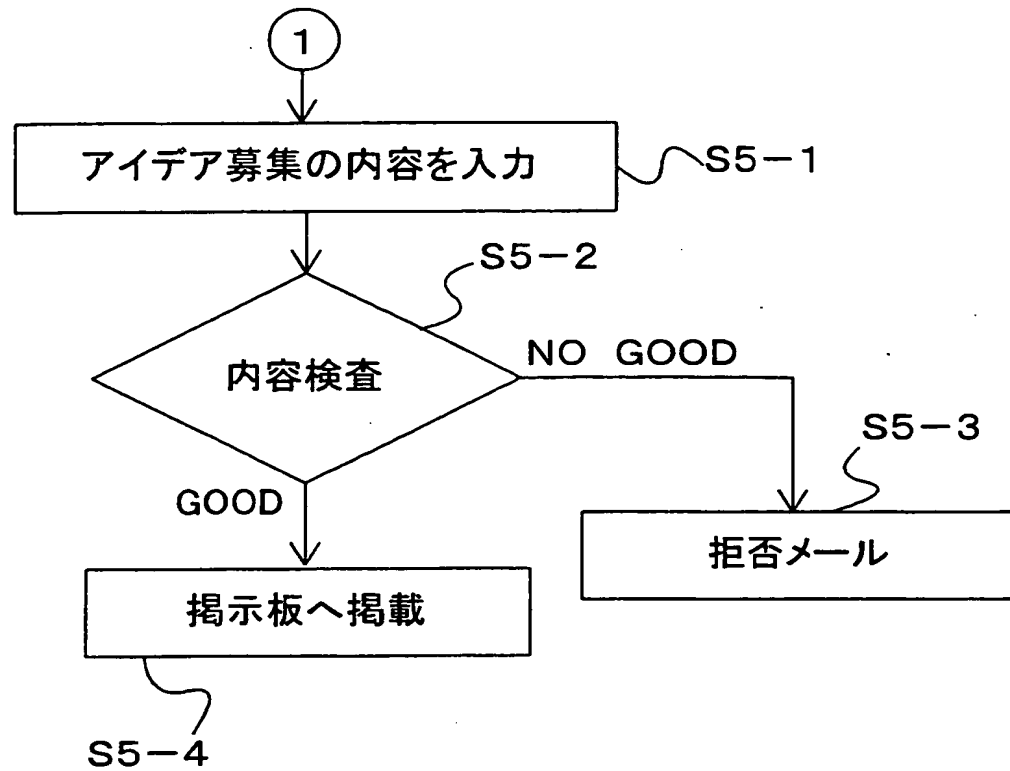 1
アイデア募集の内容を入力
S5-1
S5-2
内容検査
NO GOOD
S5-3
GOOD
拒否メール
掲示板へ掲載
S5-4